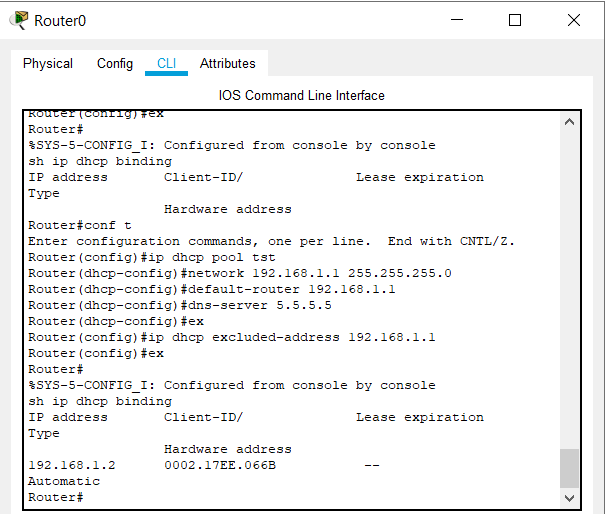 Router0
Physical Config CLI Attributes
IOS Command Line Interface
Router(config)#ex
Router#
%SYS-5-CONFIG_I: Configured from console by console
sh ip dhcp binding
IP address       Client-ID/              Lease expiration
Type
                 Hardware address
Router#conf t
Enter configuration commands, one per line.  End with CNTL/Z.
Router(config)#ip dhcp pool tst
Router(dhcp-config)#network 192.168.1.1 255.255.255.0
Router(dhcp-config)#default-router 192.168.1.1
Router(dhcp-config)#dns-server 5.5.5.5
Router(dhcp-config)#ex
Router(config)#ip dhcp excluded-address 192.168.1.1
Router(config)#ex
Router#
%SYS-5-CONFIG_I: Configured from console by console
sh ip dhcp binding
IP address       Client-ID/              Lease expiration
Type
                 Hardware address
192.168.1.2      0002.17EE.066B           --
Automatic
Router#